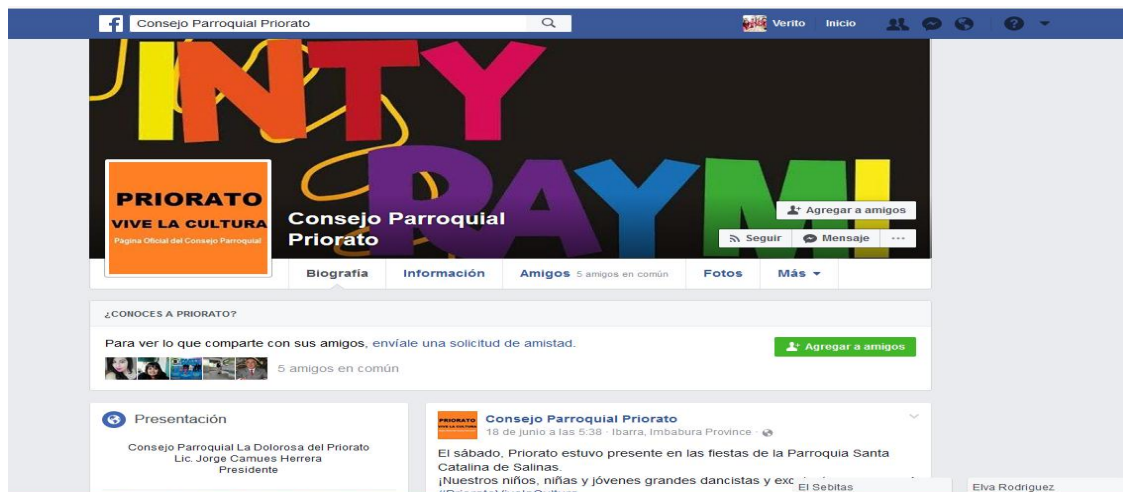 Consejo Parroquial Priorato
Verito Inicio
INTY
RAYMI
PRIORATO
VIVE LA CULTURA
Pagina Oficial del Consejo Parroquial
Consejo Parroquial
Priorato
Agregar a amigos
Seguir Mensaje ...
Biografía Información Amigos 5 amigos en común Fotos Más
¿CONOCES A PRIORATO?
Para ver lo que comparte con sus amigos, envíale una solicitud de amistad.
Agregar a amigos
5 amigos en común
Presentación
Consejo Parroquial La Dolorosa del Priorato
Lic. Jorge Camues Herrera
Presidente
PRIORATO
VIVE LA CULTURA
Consejo Parroquial Priorato
18 de junio a las 5:38 · Ibarra, Imbabura Province ·
El sábado, Priorato estuvo presente en las fiestas de la Parroquia Santa
Catalina de Salinas.
¡Nuestros niños, niñas y jóvenes grandes dancistas y
El Sebitas
Elva Rodriguez